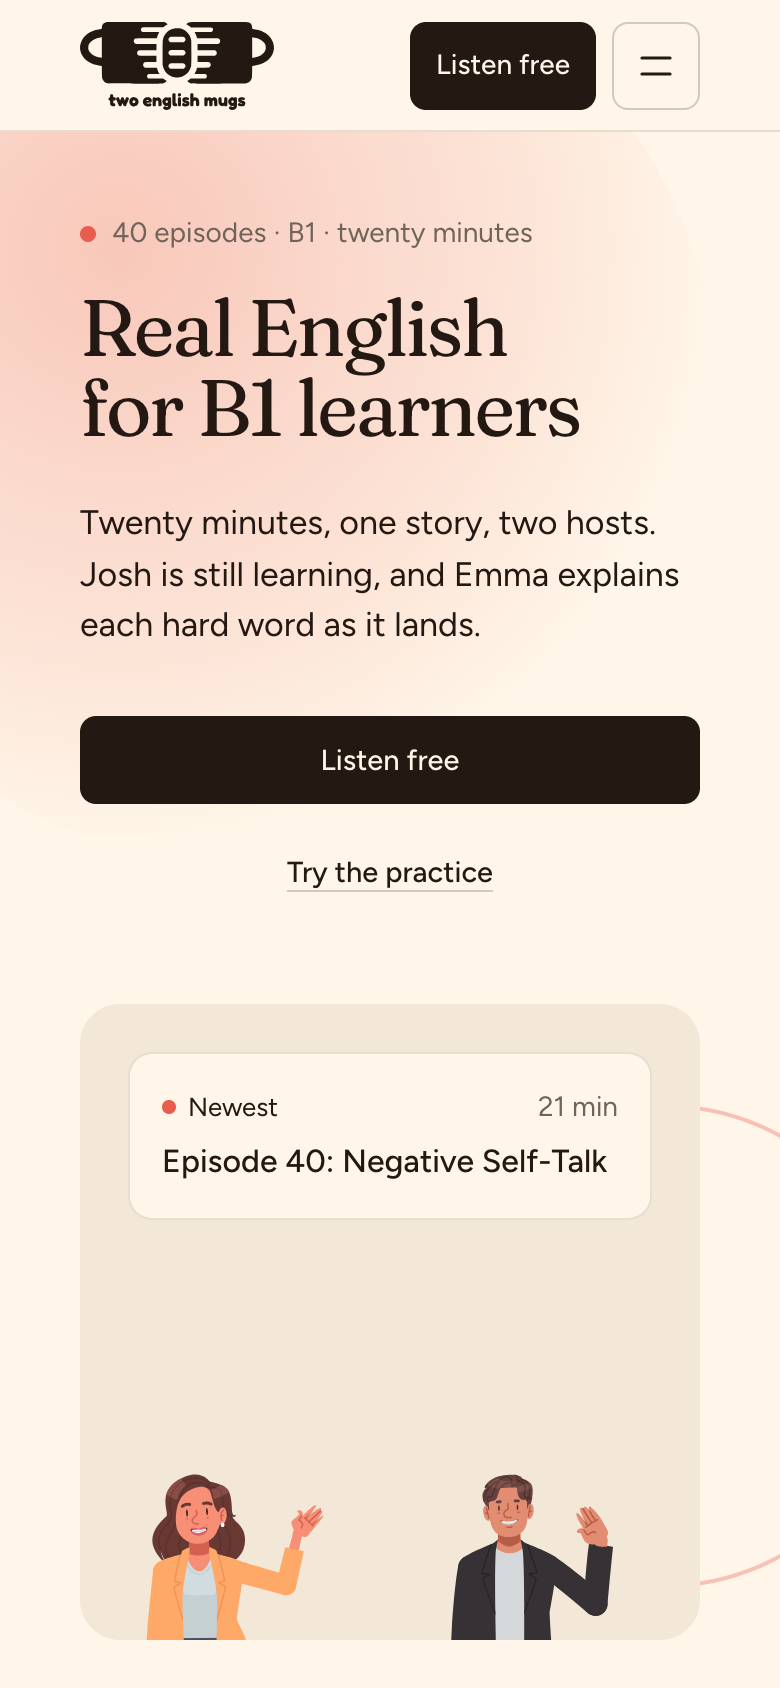 two english mugs
Listen free
40 episodes · B1 · twenty minutes
Real English
for B1 learners
Twenty minutes, one story, two hosts.
Josh is still learning, and Emma explains
each hard word as it lands.
Listen free
Try the practice
Newest
21 min
Episode 40: Negative Self-Talk